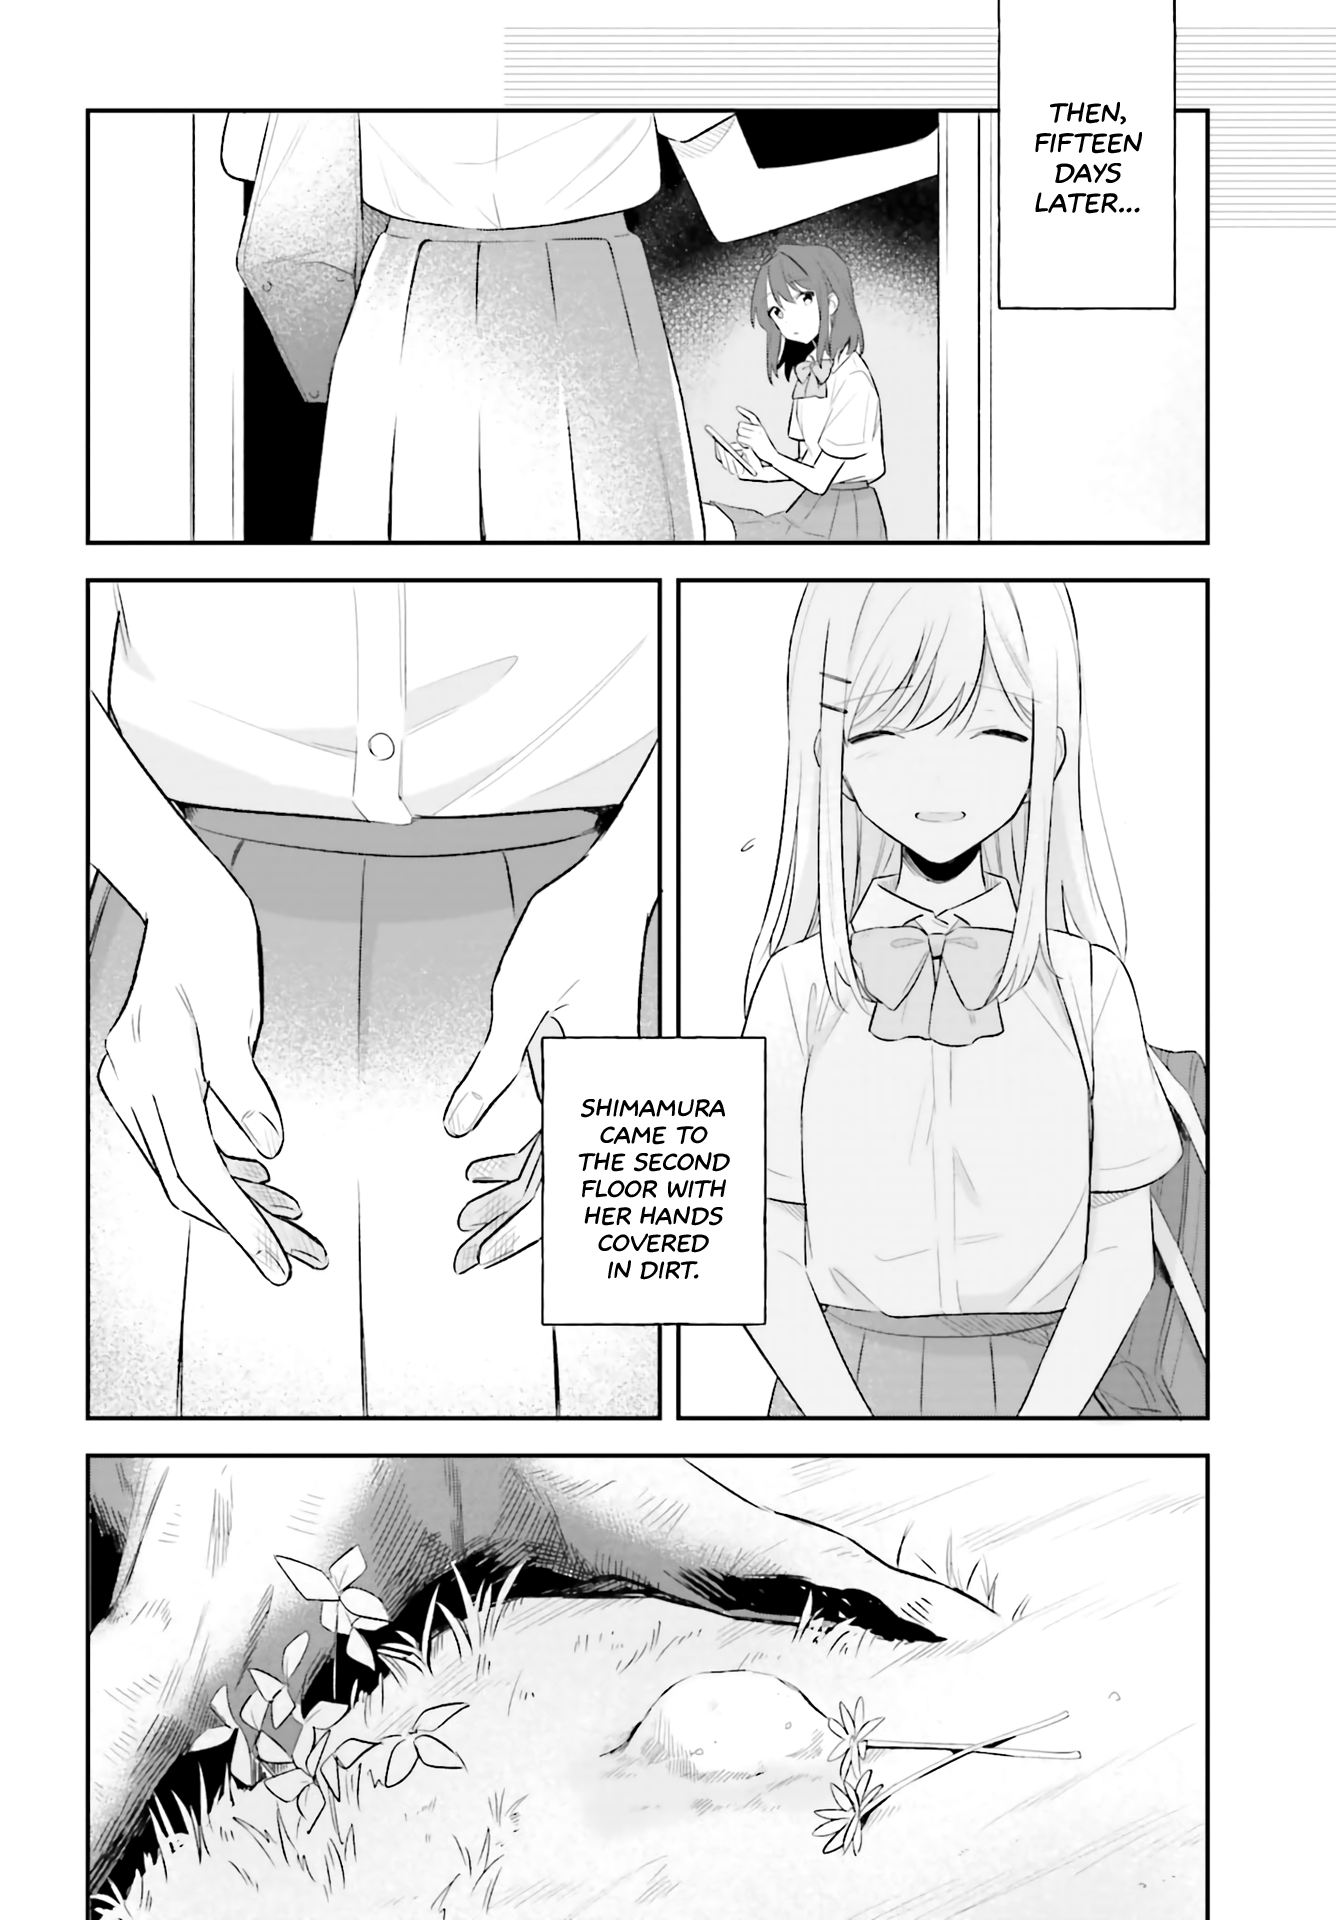 THEN,
FIFTEEN
DAYS
LATER...
SHIMAMURA
CAME TO
THE SECOND
FLOOR WITH
HER HANDS
COVERED
IN DIRT.